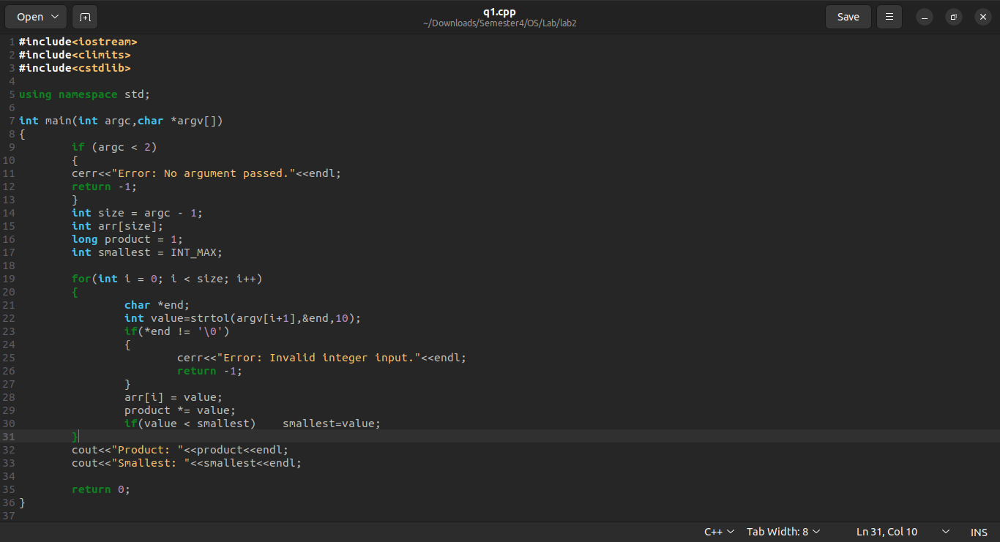 Open
q1.cpp
~/Downloads/Semester4/OS/Lab/lab2
Save
1 #include<iostream>
2 #include<climits>
3 #include<cstdlib>
4
5 using namespace std;
6
7 int main(int argc,char *argv[])
8 {
9         if (argc < 2)
10         {
11         cerr<<"Error: No argument passed."<<endl;
12         return -1;
13         }
14         int size = argc - 1;
15         int arr[size];
16         long product = 1;
17         int smallest = INT_MAX;
18
19         for(int i = 0; i < size; i++)
20         {
21                 char *end;
22                 int value=strtol(argv[i+1],&end,10);
23                 if(*end != '\0')
24                 {
25                         cerr<<"Error: Invalid integer input."<<endl;
26                         return -1;
27                 }
28                 arr[i] = value;
29                 product *= value;
30                 if(value < smallest)    smallest=value;
31         }
32         cout<<"Product: "<<product<<endl;
33         cout<<"Smallest: "<<smallest<<endl;
34
35         return 0;
36 }
37
C++ Tab Width: 8 Ln 31, Col 10 INS